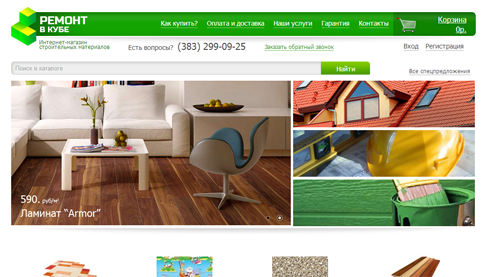 РЕМОНТ
В КУБЕ
Интернет-магазин
строительных материалов
Как купить?
Оплата и доставка
Наши услуги
Гарантия
Контакты
Корзина
0р.
Есть вопросы? (383) 299-09-25
Заказать обратный звонок
Вход
Регистрация
Поиск в каталоге
Найти
Все спецпредложения
590. руб/м²
Ламинат "Armor"